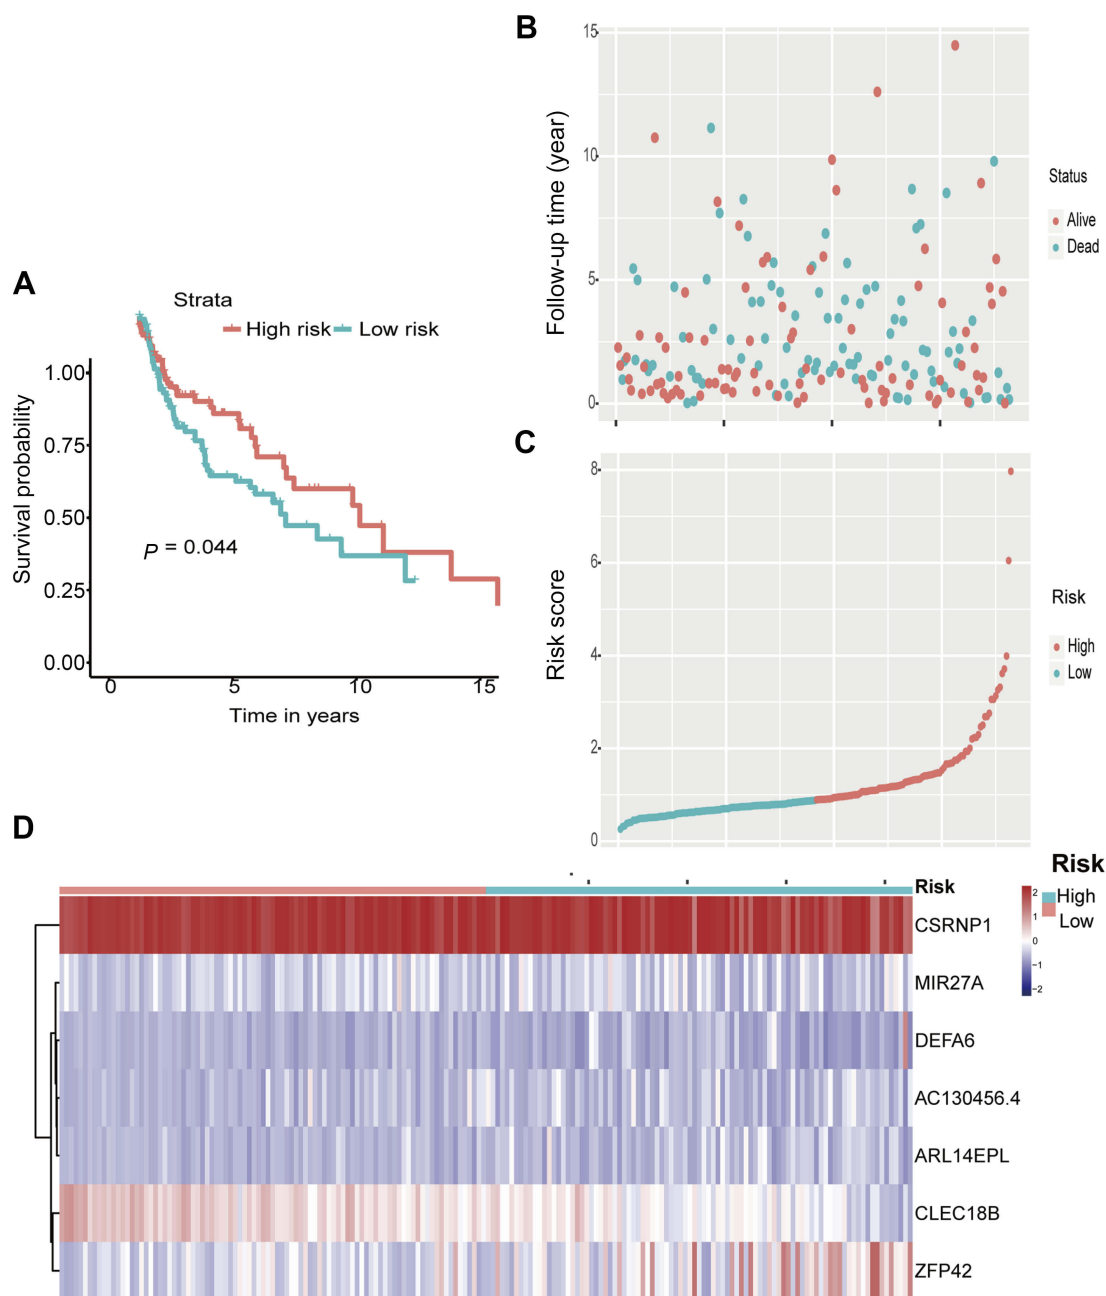 A
Strata
High risk
Low risk
Survival probability
1.00
0.75
0.50
0.25
0.00
P = 0.044
0
5
10
15
Time in years
B
Follow-up time (year)
15
10
5
0
Status
Alive
Dead
C
Risk score
8
6
4
2
0
Risk
High
Low
D
Risk
CSRNP1
MIR27A
DEFA6
AC130456.4
ARL14EPL
CLEC18B
ZFP42
2
1
0
−1
−2
Risk
High
Low